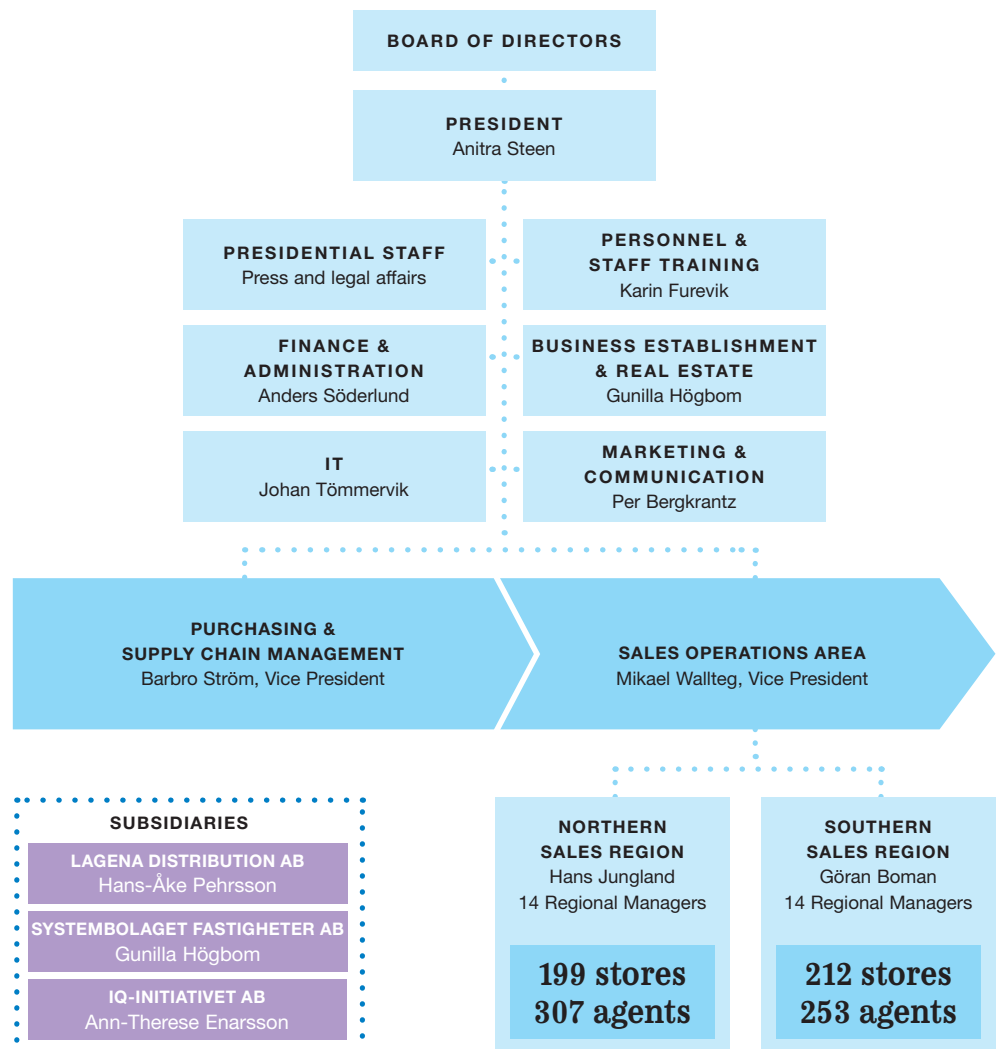 BOARD OF DIRECTORS
PRESIDENT
Anitra Steen
PRESIDENTIAL STAFF
Press and legal affairs
PERSONNEL &
STAFF TRAINING
Karin Furevik
FINANCE &
ADMINISTRATION
Anders Söderlund
BUSINESS ESTABLISHMENT
& REAL ESTATE
Gunilla Högbom
IT
Johan Tömmervik
MARKETING &
COMMUNICATION
Per Bergkrantz
PURCHASING &
SUPPLY CHAIN MANAGEMENT
Barbro Ström, Vice President
SALES OPERATIONS AREA
Mikael Wallteg, Vice President
SUBSIDIARIES
LAGENA DISTRIBUTION AB
Hans-Åke Pehrsson
SYSTEMBOLAGET FASTIGHETER AB
Gunilla Högbom
IQ-INITIATIVET AB
Ann-Therese Enarsson
NORTHERN
SALES REGION
Hans Jungland
14 Regional Managers
199 stores
307 agents
SOUTHERN
SALES REGION
Göran Boman
14 Regional Managers
212 stores
253 agents